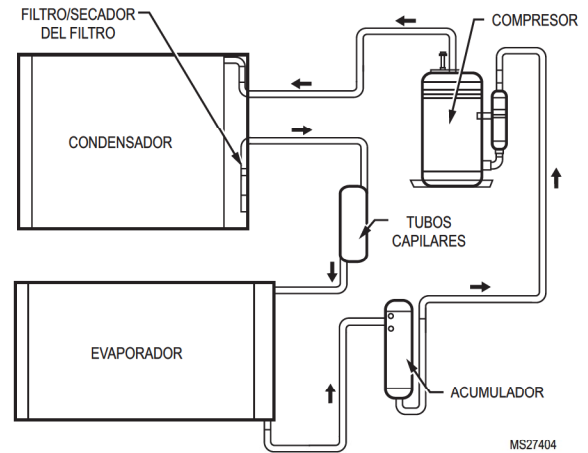 FILTRO/SECADOR
DEL FILTRO
COMPRESOR
CONDENSADOR
TUBOS
CAPILARES
EVAPORADOR
ACUMULADOR
MS27404